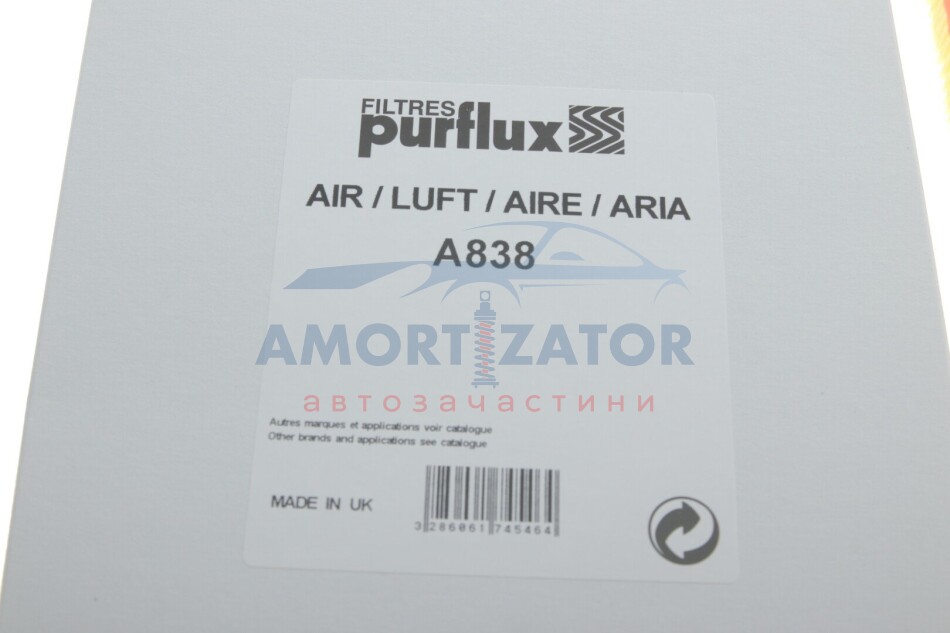 FILTRES
purflux
AIR / LUFT / AIRE / ARIA
A838
AMORTIZATOR
автозачастини
Autres marques et applications voir catalogue
Other brands and applications see catalogue
MADE IN UK
3 286061 745464